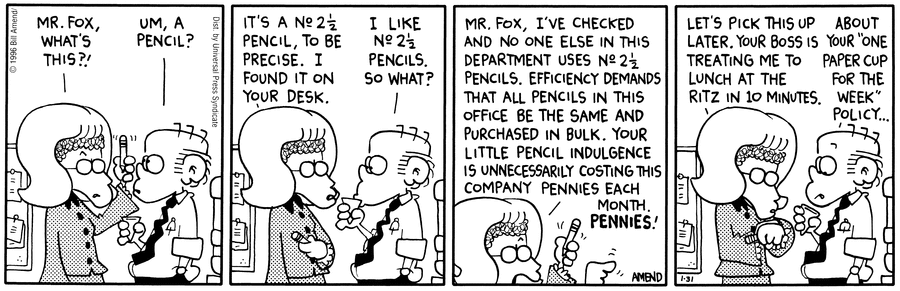 © 1996 Bill Amend/
Dist. by Universal Press Syndicate
MR. FOX,
WHAT'S
THIS?!
UM, A
PENCIL?
IT'S A Nº 2½
PENCIL, TO BE
PRECISE. I
FOUND IT ON
YOUR DESK.
I LIKE
Nº 2½
PENCILS.
SO WHAT?
MR. FOX, I'VE CHECKED
AND NO ONE ELSE IN THIS
DEPARTMENT USES Nº 2½
PENCILS. EFFICIENCY DEMANDS
THAT ALL PENCILS IN THIS
OFFICE BE THE SAME AND
PURCHASED IN BULK. YOUR
LITTLE PENCIL INDULGENCE
IS UNNECESSARILY COSTING THIS
COMPANY PENNIES EACH
MONTH.
PENNIES!
AMEND
LET'S PICK THIS UP
LATER. YOUR BOSS IS
TREATING ME TO
LUNCH AT THE
RITZ IN 10 MINUTES.
ABOUT
YOUR "ONE
PAPER CUP
FOR THE
WEEK"
POLICY...
1·31